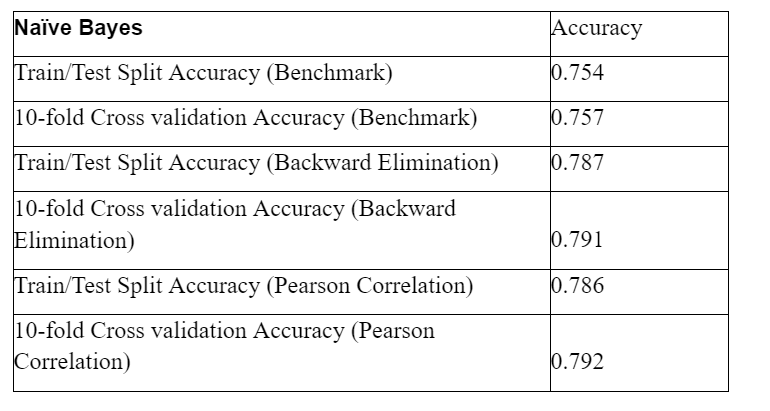 Naïve Bayes Accuracy
Train/Test Split Accuracy (Benchmark) 0.754
10-fold Cross validation Accuracy (Benchmark) 0.757
Train/Test Split Accuracy (Backward Elimination) 0.787
10-fold Cross validation Accuracy (Backward
Elimination) 0.791
Train/Test Split Accuracy (Pearson Correlation) 0.786
10-fold Cross validation Accuracy (Pearson
Correlation) 0.792